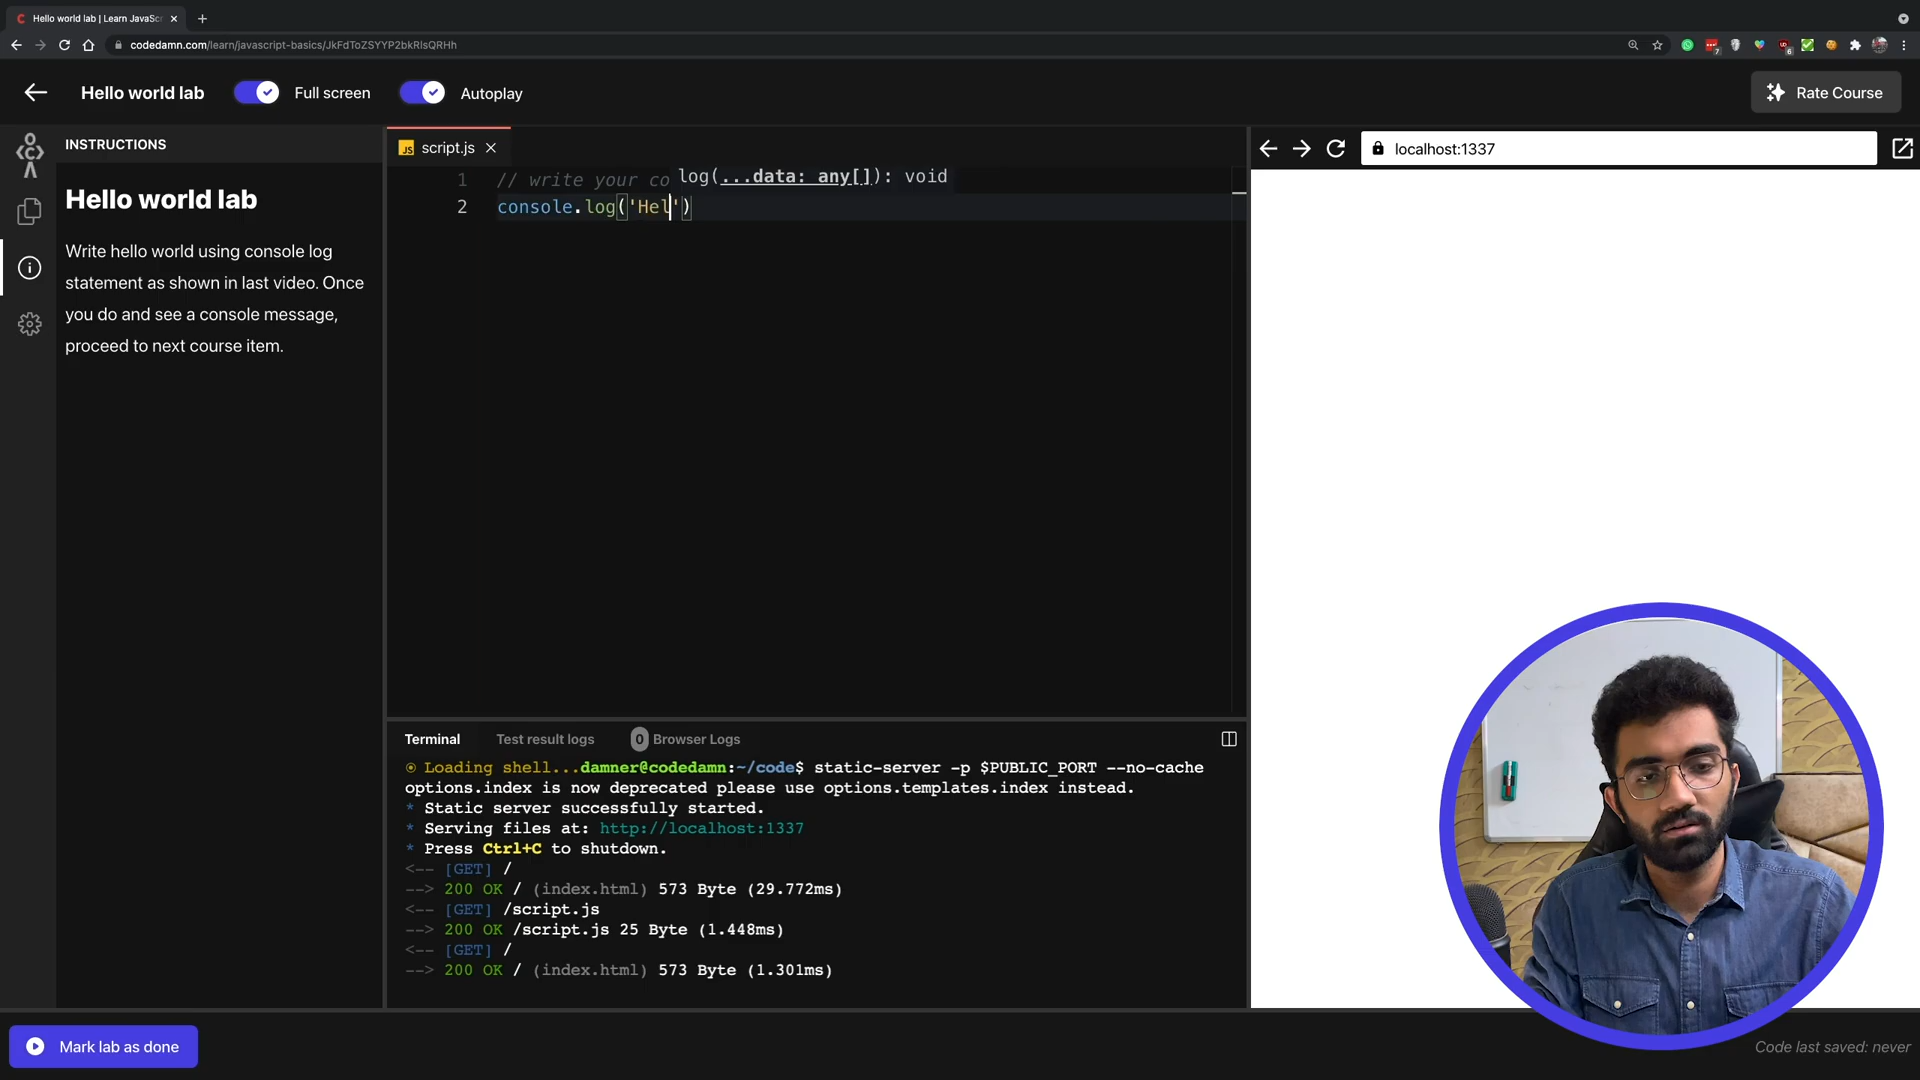 Hello world lab | Learn JavaSc
codedamn.com/learn/javascript-basics/JkFdToZSYYP2bkRlsQRHh
Hello world lab
Full screen
Autoplay
Rate Course
INSTRUCTIONS
Hello world lab
Write hello world using console log
statement as shown in last video. Once
you do and see a console message,
proceed to next course item.
JS script.js
1 // write your co
log(...data: any[]): void
2 console.log('Hel')
localhost:1337
Terminal
Test result logs
0 Browser Logs
Loading shell...damner@codedamn:~/code$ static-server -p $PUBLIC_PORT --no-cache
options.index is now deprecated please use options.templates.index instead.
* Static server successfully started.
* Serving files at: http://localhost:1337
* Press Ctrl+C to shutdown.
<-- [GET] /
--> 200 OK / (index.html) 573 Byte (29.772ms)
<-- [GET] /script.js
--> 200 OK /script.js 25 Byte (1.448ms)
<-- [GET] /
--> 200 OK / (index.html) 573 Byte (1.301ms)
Mark lab as done
Code last saved: never